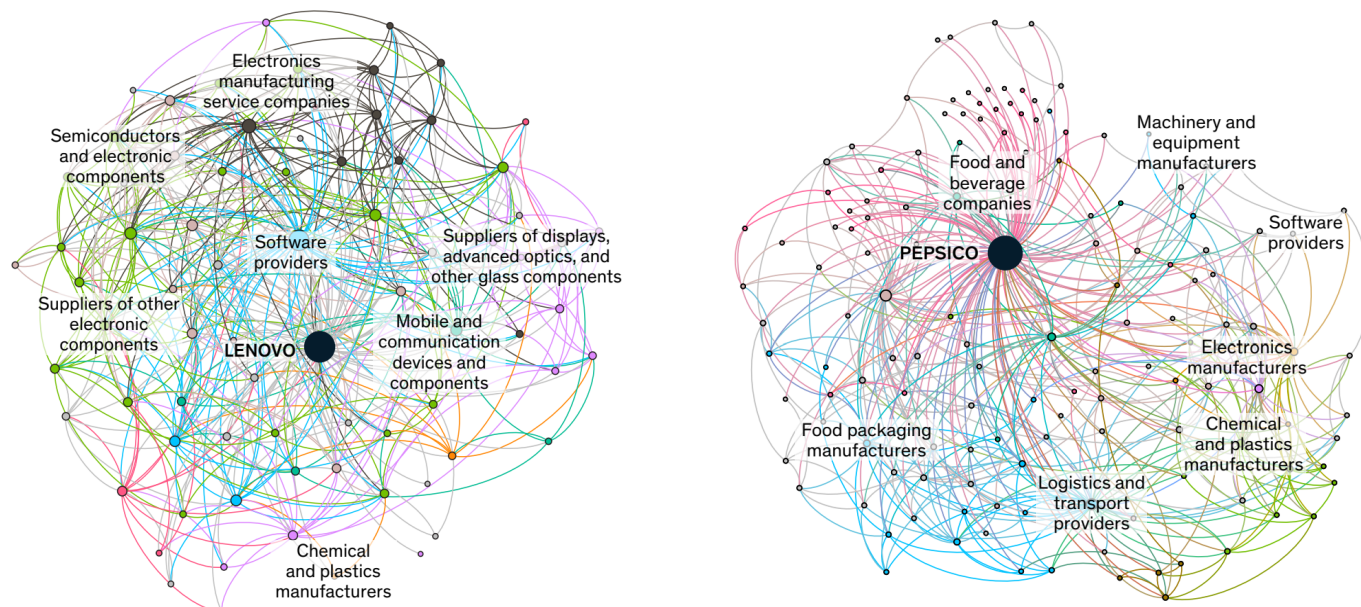 Electronics
manufacturing
service companies
Semiconductors
and electronic
components
Software
providers
Suppliers of displays,
advanced optics, and
other glass components
Suppliers of other
electronic
components
LENOVO
Mobile and
communication
devices and
components
Chemical
and plastics
manufacturers
Machinery and
equipment
manufacturers
Food and
beverage
companies
Software
providers
PEPSICO
Electronics
manufacturers
Food packaging
manufacturers
Chemical
and plastics
manufacturers
Logistics and
transport
providers